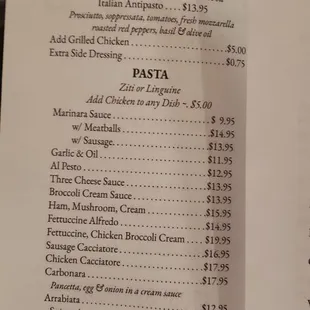 Italian Antipasto .... $13.95
Prosciutto, soppressata, tomatoes, fresh mozzarella
roasted red peppers, basil & olive oil
Add Grilled Chicken ........ $5.00
Extra Side Dressing ........ $0.75
PASTA
Ziti or Linguine
Add Chicken to any Dish ~. $5.00
Marinara Sauce ........ $ 9.95
w/ Meatballs ........ $14.95
w/ Sausage ........ $13.95
Garlic & Oil ........ $11.95
Al Pesto ........ $12.95
Three Cheese Sauce ........ $13.95
Broccoli Cream Sauce ........ $13.95
Ham, Mushroom, Cream ........ $15.95
Fettuccine Alfredo ........ $14.95
Fettuccine, Chicken Broccoli Cream .... $19.95
Sausage Cacciatore ........ $16.95
Chicken Cacciatore ........ $17.95
Carbonara ........ $17.95
Pancetta, egg & onion in a cream sauce
Arrabiata ........ $12.95